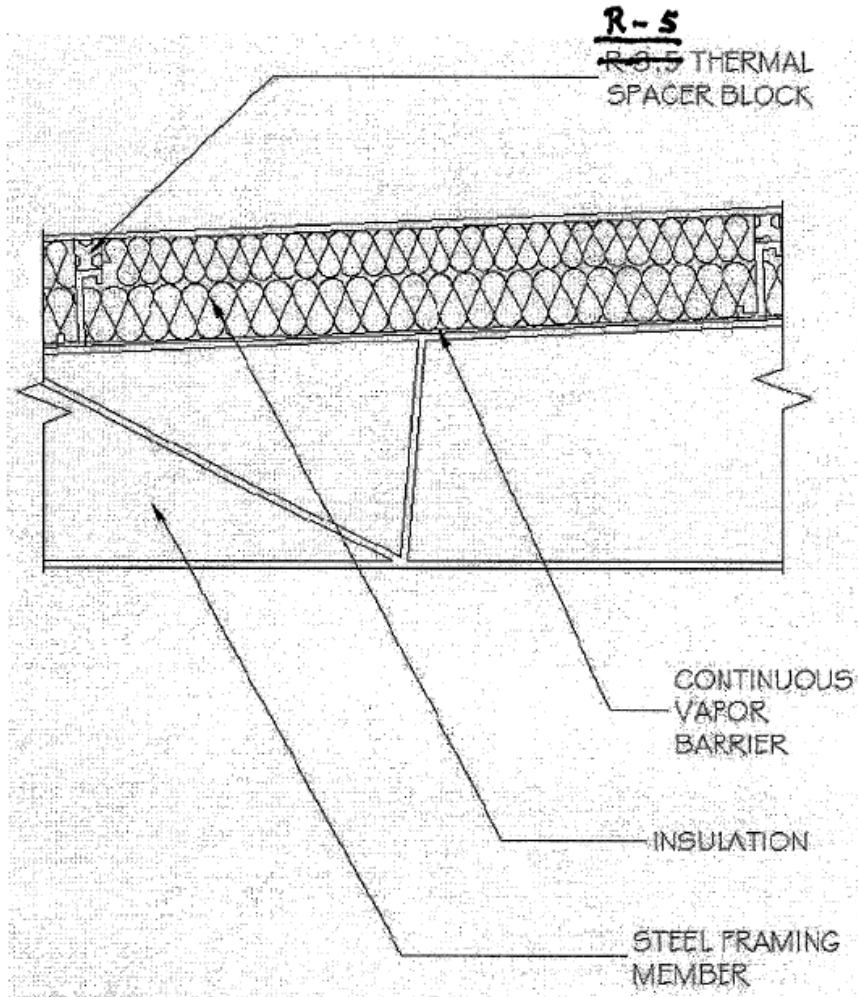 R-5
R-3.5 THERMAL
SPACER BLOCK
CONTINUOUS
VAPOR
BARRIER
INSULATION
STEEL FRAMING
MEMBER